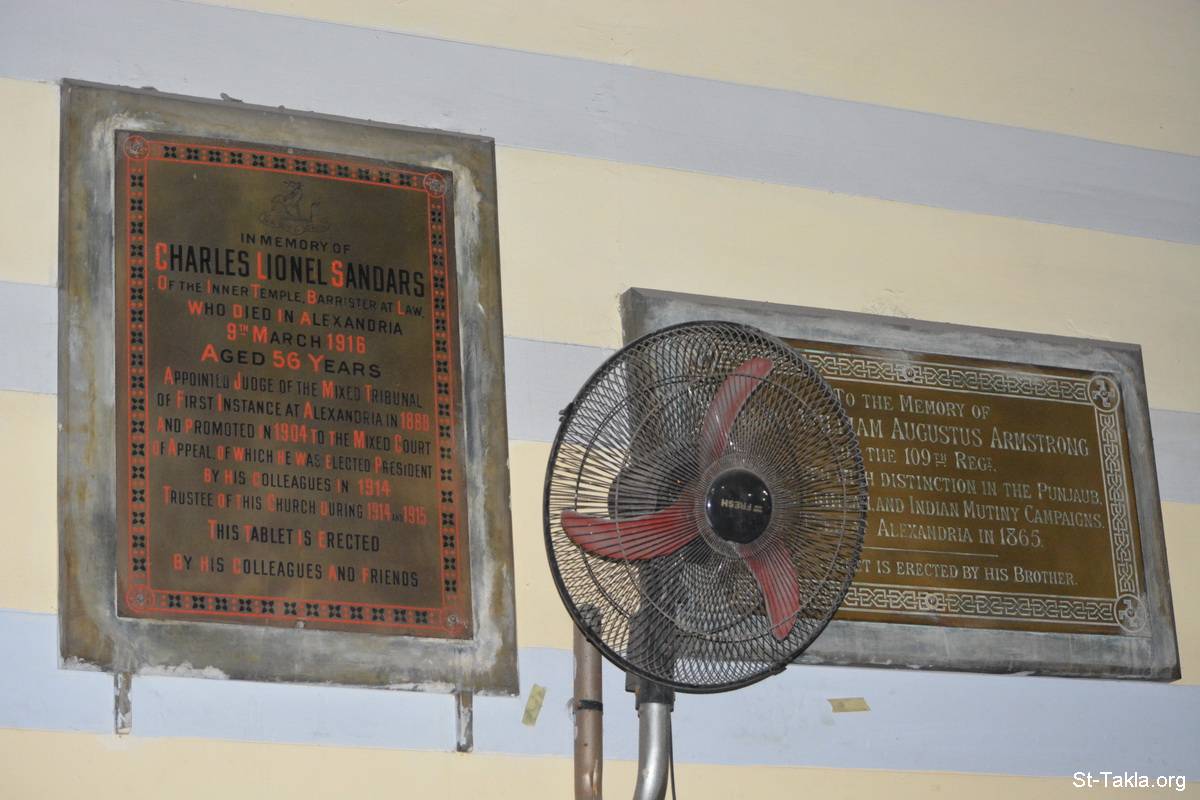 IN MEMORY OF
CHARLES LIONEL SANDARS
OF THE INNER TEMPLE, BARRISTER AT LAW,
WHO DIED IN ALEXANDRIA
9TH MARCH 1916
AGED 56 YEARS
APPOINTED JUDGE OF THE MIXED TRIBUNAL
OF FIRST INSTANCE AT ALEXANDRIA IN 1888
AND PROMOTED IN 1904 TO THE MIXED COURT
OF APPEAL OF WHICH HE WAS ELECTED PRESIDENT
BY HIS COLLEAGUES IN 1914
TRUSTEE OF THIS CHURCH DURING 1914 AND 1915
THIS TABLET IS ERECTED
BY HIS COLLEAGUES AND FRIENDS
FRESH
TO THE MEMORY OF
AUGUSTUS ARMSTRONG
THE 109TH REGT.
DISTINCTION IN THE PUNJAUB,
AND INDIAN MUTINY CAMPAIGNS.
ALEXANDRIA IN 1865.
IS ERECTED BY HIS BROTHER.
St-Takla.org